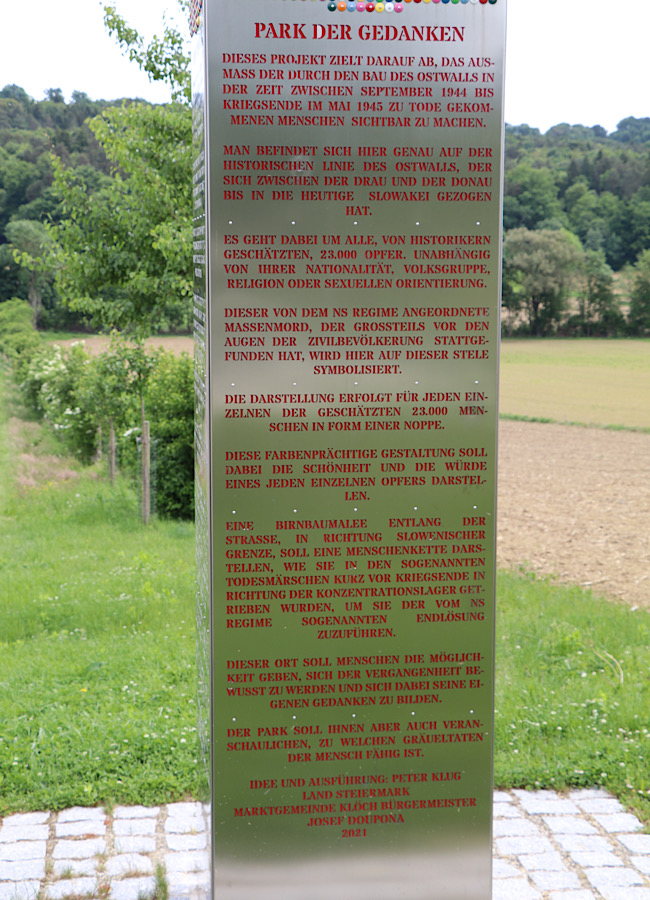 PARK DER GEDANKEN
DIESES PROJEKT ZIELT DARAUF AB, DAS AUS-
MASS DER DURCH DEN BAU DES OSTWALLS IN
DER ZEIT ZWISCHEN SEPTEMBER 1944 BIS
KRIEGSENDE IM MAI 1945 ZU TODE GEKOM-
MENEN MENSCHEN SICHTBAR ZU MACHEN.
MAN BEFINDET SICH HIER GENAU AUF DER
HISTORISCHEN LINIE DES OSTWALLS, DER
SICH ZWISCHEN DER DRAU UND DER DONAU
BIS IN DIE HEUTIGE SLOWAKEI GEZOGEN
HAT.
ES GEHT DABEI UM ALLE, VON HISTORIKERN
GESCHÄTZTEN, 23.000 OPFER. UNABHÄNGIG
VON IHRER NATIONALITÄT, VOLKSGRUPPE,
RELIGION ODER SEXUELLEN ORIENTIERUNG.
DIESER VON DEM NS REGIME ANGEORDNETE
MASSENMORD, DER GROSSTEILS VOR DEN
AUGEN DER ZIVILBEVÖLKERUNG STATTGE-
FUNDEN HAT, WIRD HIER AUF DIESER STELE
SYMBOLISIERT.
DIE DARSTELLUNG ERFOLGT FÜR JEDEN EIN-
ZELNEN DER GESCHÄTZTEN 23.000 MEN-
SCHEN IN FORM EINER NOPPE.
DIESE FARBENPRÄCHTIGE GESTALTUNG SOLL
DABEI DIE SCHÖNHEIT UND DIE WÜRDE
EINES JEDEN EINZELNEN OPFERS DARSTEL-
LEN.
EINE BIRNBAUMALEE ENTLANG DER
STRASSE, IN RICHTUNG SLOWENISCHER
GRENZE, SOLL EINE MENSCHENKETTE DARS-
TELLEN, WIE SIE IN DEN SOGENANNTEN
TODESMÄRSCHEN KURZ VOR KRIEGSENDE IN
RICHTUNG DER KONZENTRATIONSLAGER GET-
RIEBEN WURDEN, UM SIE DER VOM NS
REGIME SOGENANNTEN ENDLÖSUNG
ZUZUFÜHREN.
DIESER ORT SOLL MENSCHEN DIE MÖGLICH-
KEIT GEBEN, SICH DER VERGANGENHEIT BE-
WUSST ZU WERDEN UND SICH DABEI SEINE EI-
GENEN GEDANKEN ZU BILDEN.
DER PARK SOLL IHNEN ABER AUCH VERAN-
SCHAULICHEN, ZU WELCHEN GRÄUELTATEN
DER MENSCH FÄHIG IST.
IDEE UND AUSFÜHRUNG: PETER KLUG
LAND STEIERMARK
MARKTGEMEINDE KLÖCH BÜRGERMEISTER
JOSEF DOUPONA
2021